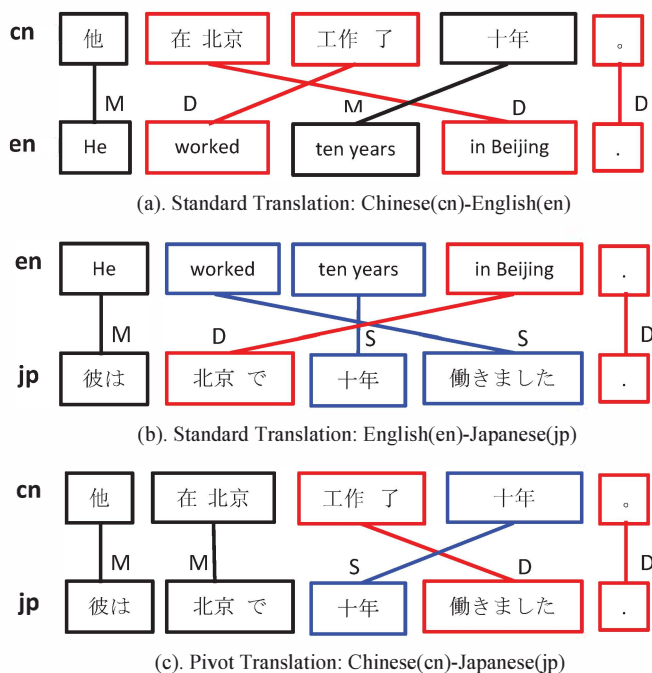 cn 他 在 北京 工作 了 十年 。
M D M D D
en He worked ten years in Beijing .
(a). Standard Translation: Chinese(cn)-English(en)
en He worked ten years in Beijing .
M D S S D
jp 彼は 北京 で 十年 働きました .
(b). Standard Translation: English(en)-Japanese(jp)
cn 他 在 北京 工作 了 十年 。
M M S D D
jp 彼は 北京 で 十年 働きました .
(c). Pivot Translation: Chinese(cn)-Japanese(jp)